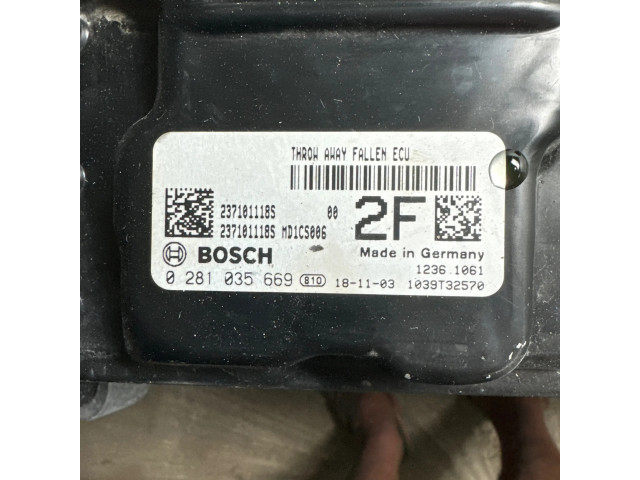 THROW AWAY FALLEN ECU
237101118S 00
237101118S MD1CS006
2F
BOSCH
Made in Germany
0 281 035 669 810 18-11-03
1236.1061
1039T32570